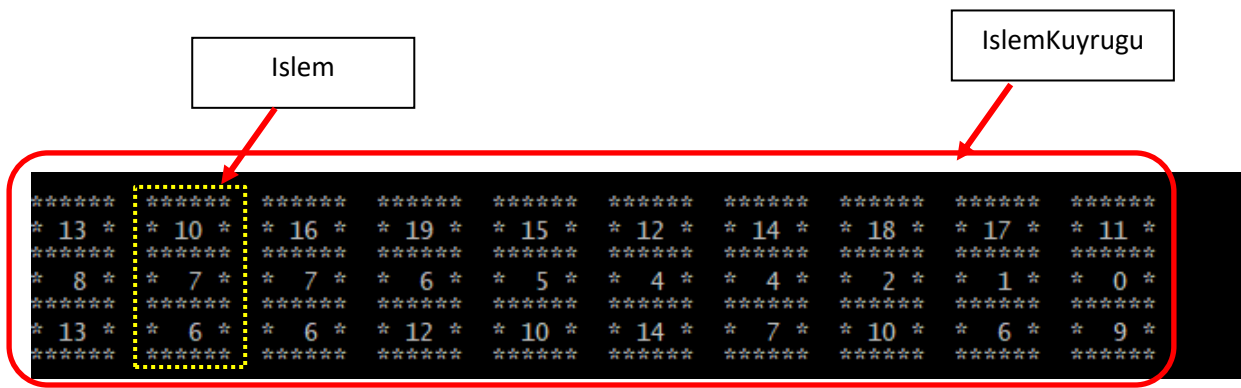 IslemKuyrugu
Islem
****** ****** ****** ****** ****** ****** ****** ****** ****** ******
* 13 * * 10 * * 16 * * 19 * * 15 * * 12 * * 14 * * 18 * * 17 * * 11 *
****** ****** ****** ****** ****** ****** ****** ****** ****** ******
* 8 * * 7 * * 7 * * 6 * * 5 * * 4 * * 4 * * 2 * * 1 * * 0 *
****** ****** ****** ****** ****** ****** ****** ****** ****** ******
* 13 * * 6 * * 6 * * 12 * * 10 * * 14 * * 7 * * 10 * * 6 * * 9 *
****** ****** ****** ****** ****** ****** ****** ****** ****** ******